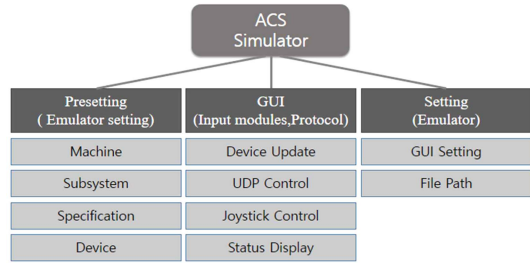 ACS
Simulator
Presetting
( Emulator setting)
GUI
(Input modules,Protocol)
Setting
(Emulator)
Machine
Device Update
GUI Setting
Subsystem
UDP Control
File Path
Specification
Joystick Control
Device
Status Display